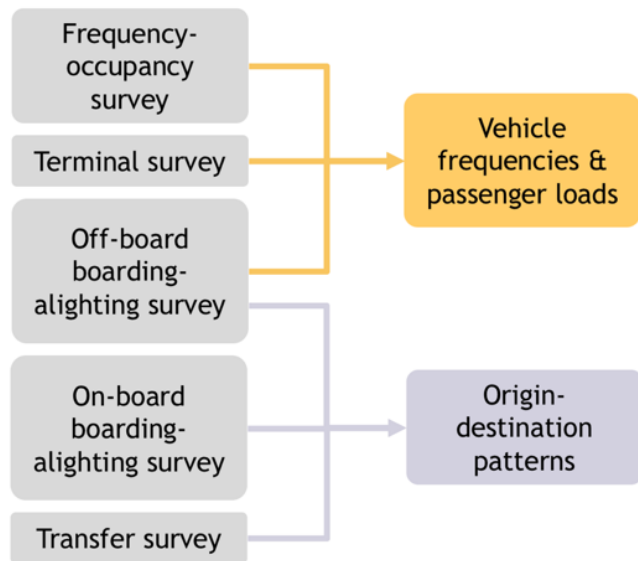 Frequency-
occupancy
survey
Terminal survey
Off-board
boarding-
alighting survey
On-board
boarding-
alighting survey
Transfer survey
Vehicle
frequencies &
passenger loads
Origin-
destination
patterns